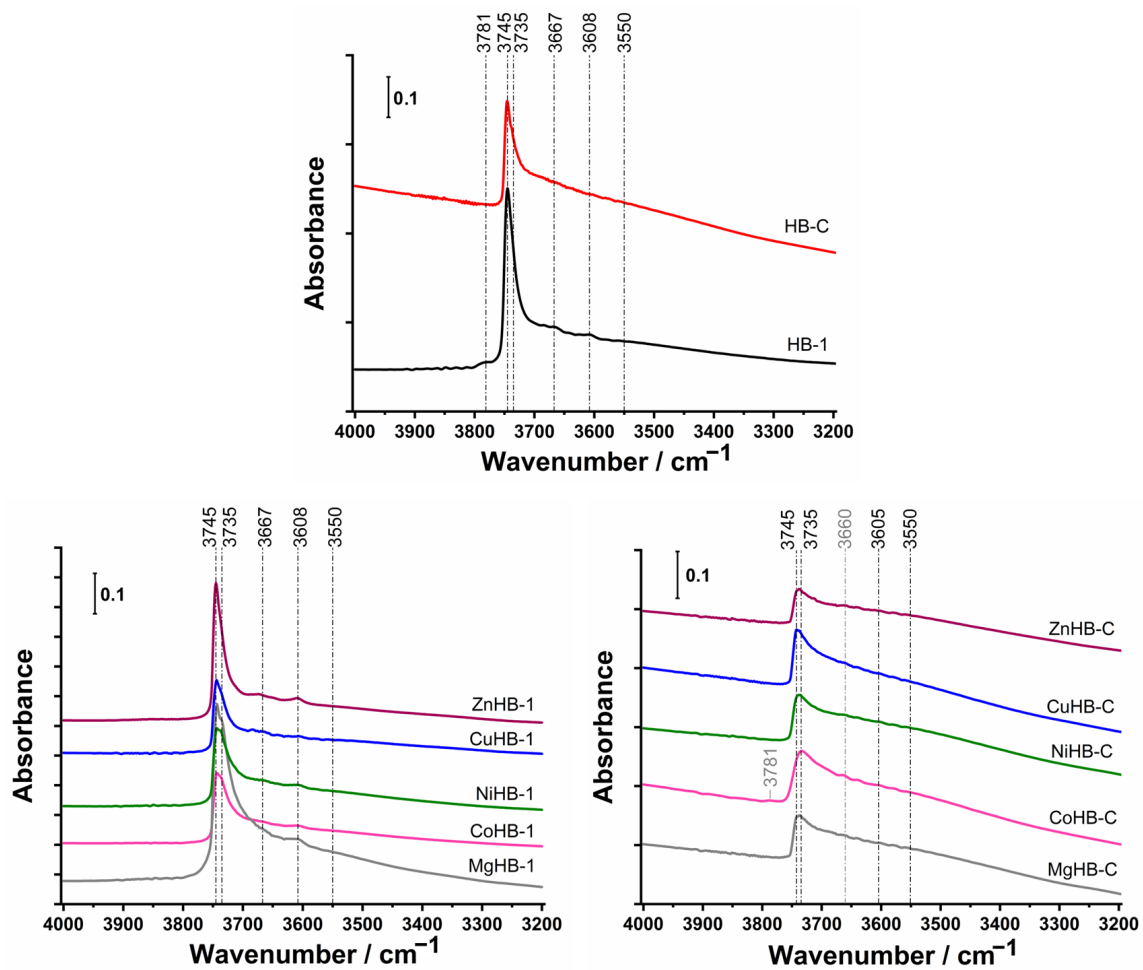 3781 3745 3735 3667 3608 3550
0.1
HB-C
HB-1
Absorbance
4000 3900 3800 3700 3600 3500 3400 3300 3200
Wavenumber / cm⁻¹
3745 3735 3667 3608 3550
0.1
ZnHB-1
CuHB-1
NiHB-1
CoHB-1
MgHB-1
Absorbance
4000 3900 3800 3700 3600 3500 3400 3300 3200
Wavenumber / cm⁻¹
3745 3735 3660 3605 3550
0.1
ZnHB-C
CuHB-C
NiHB-C
3781
CoHB-C
MgHB-C
Absorbance
4000 3900 3800 3700 3600 3500 3400 3300 3200
Wavenumber / cm⁻¹